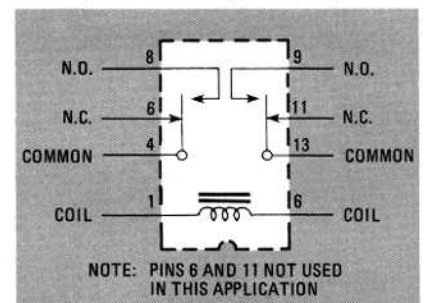 8 9
N.O. N.O.
6 11
N.C. N.C.
4 13
COMMON COMMON
1 6
COIL COIL
NOTE: PINS 6 AND 11 NOT USED
IN THIS APPLICATION